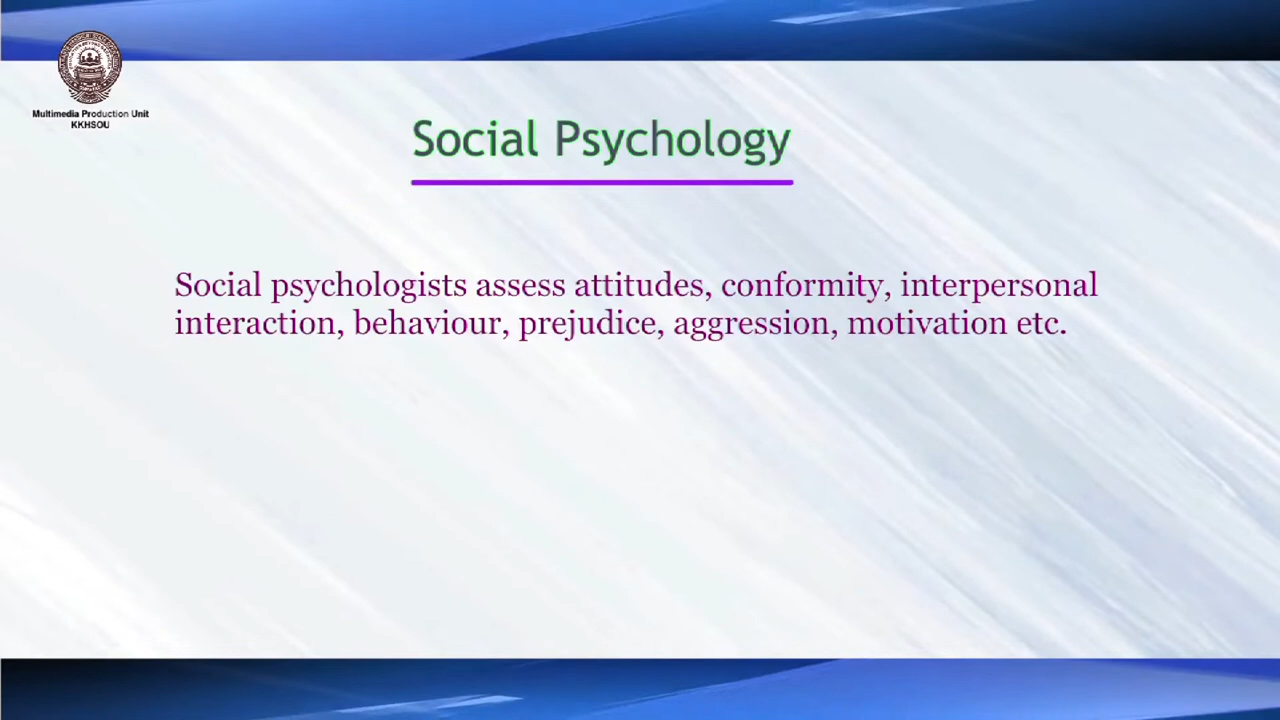 Multimedia Production Unit
KKHSOU
Social Psychology
Social psychologists assess attitudes, conformity, interpersonal
interaction, behaviour, prejudice, aggression, motivation etc.